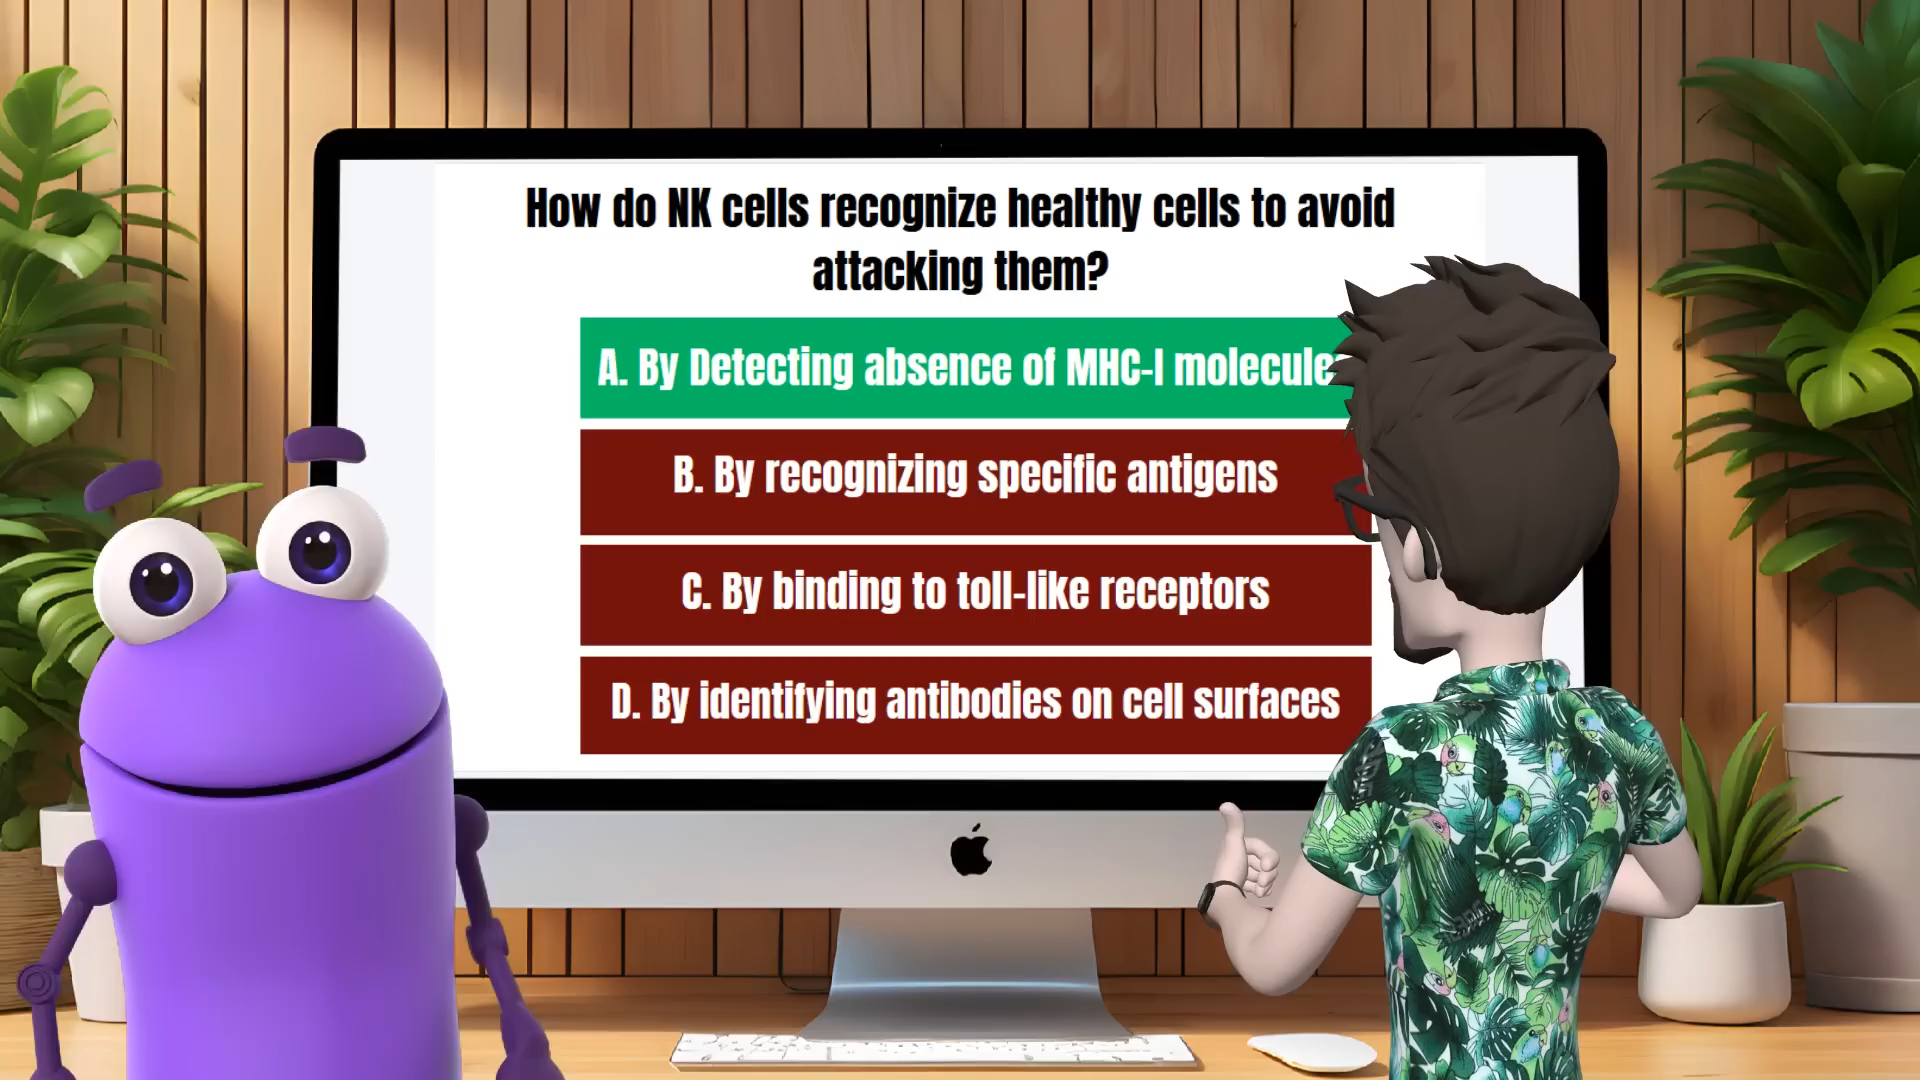 How do NK cells recognize healthy cells to avoid
attacking them?
A. By Detecting absence of MHC-I molecule
B. By recognizing specific antigens
C. By binding to toll-like receptors
D. By identifying antibodies on cell surfaces